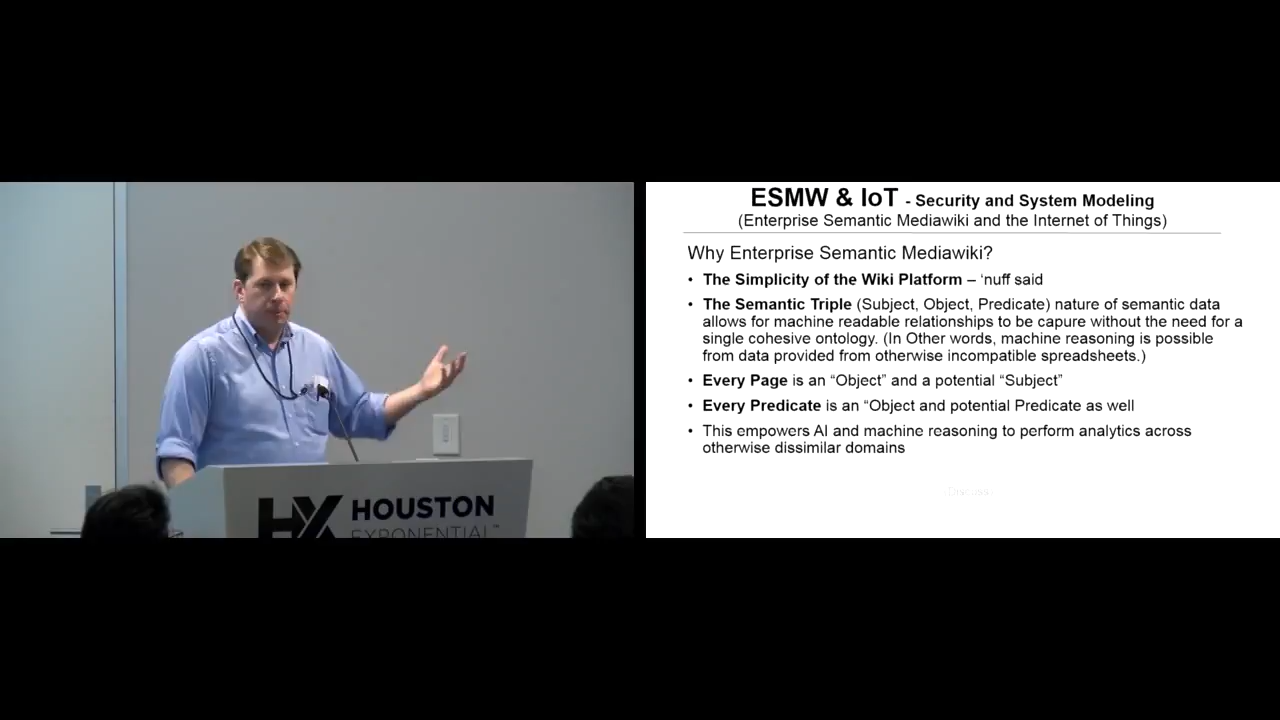 HOUSTON
EXPONENTIAL™
ESMW & IoT - Security and System Modeling
(Enterprise Semantic Mediawiki and the Internet of Things)
Why Enterprise Semantic Mediawiki?
• The Simplicity of the Wiki Platform – ‘nuff said
• The Semantic Triple (Subject, Object, Predicate) nature of semantic data
allows for machine readable relationships to be capure without the need for a
single cohesive ontology. (In Other words, machine reasoning is possible
from data provided from otherwise incompatible spreadsheets.)
• Every Page is an “Object” and a potential “Subject”
• Every Predicate is an “Object and potential Predicate as well
• This empowers AI and machine reasoning to perform analytics across
otherwise dissimilar domains